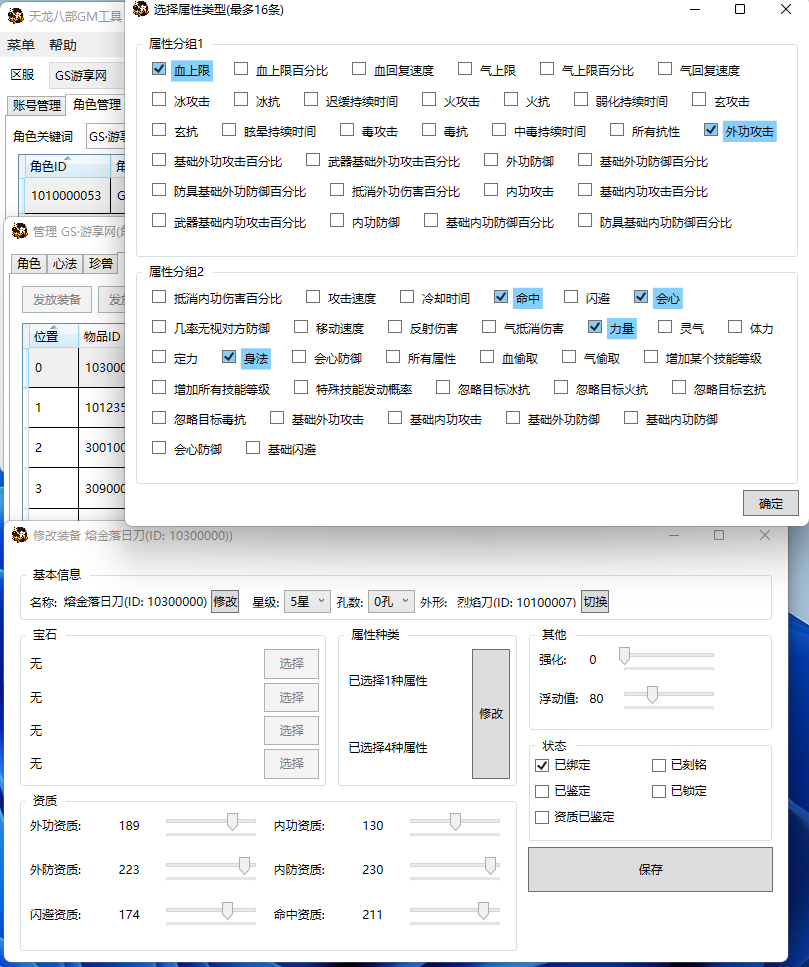 天龙八部GM工具
菜单 帮助
区服 GS游享网
账号管理 角色管理
角色关键词 GS·游
角色ID 角
1010000053 G
管理 GS·游享网(角
角色 心法 珍兽
发放装备 发放
位置 物品ID
0 10300
1 101235
2 300100
3 309000
选择属性类型(最多16条)
属性分组1
血上限 血上限百分比 血回复速度 气上限 气上限百分比 气回复速度
冰攻击 冰抗 迟缓持续时间 火攻击 火抗 弱化持续时间 玄攻击
玄抗 眩晕持续时间 毒攻击 毒抗 中毒持续时间 所有抗性 外功攻击
基础外功攻击百分比 武器基础外功攻击百分比 外功防御 基础外功防御百分比
防具基础外功防御百分比 抵消外功伤害百分比 内功攻击 基础内功攻击百分比
武器基础内功攻击百分比 内功防御 基础内功防御百分比 防具基础内功防御百分比
属性分组2
抵消内功伤害百分比 攻击速度 冷却时间 命中 闪避 会心
几率无视对方防御 移动速度 反射伤害 气抵消伤害 力量 灵气 体力
定力 身法 会心防御 所有属性 血偷取 气偷取 增加某个技能等级
增加所有技能等级 特殊技能发动概率 忽略目标冰抗 忽略目标火抗 忽略目标玄抗
忽略目标毒抗 基础外功攻击 基础内功攻击 基础外功防御 基础内功防御
会心防御 基础闪避
确定
修改装备 熔金落日刀(ID: 10300000))
基本信息
名称: 熔金落日刀(ID: 10300000) 修改 星级: 5星 孔数: 0孔 外形: 烈焰刀(ID: 10100007) 切换
宝石
无 选择
无 选择
无 选择
无 选择
属性种类
已选择1种属性
修改
已选择4种属性
其他
强化: 0
浮动值: 80
状态
已绑定 已刻铭
已鉴定 已锁定
资质已鉴定
保存
资质
外功资质: 189 内功资质: 130
外防资质: 223 内防资质: 230
闪避资质: 174 命中资质: 211